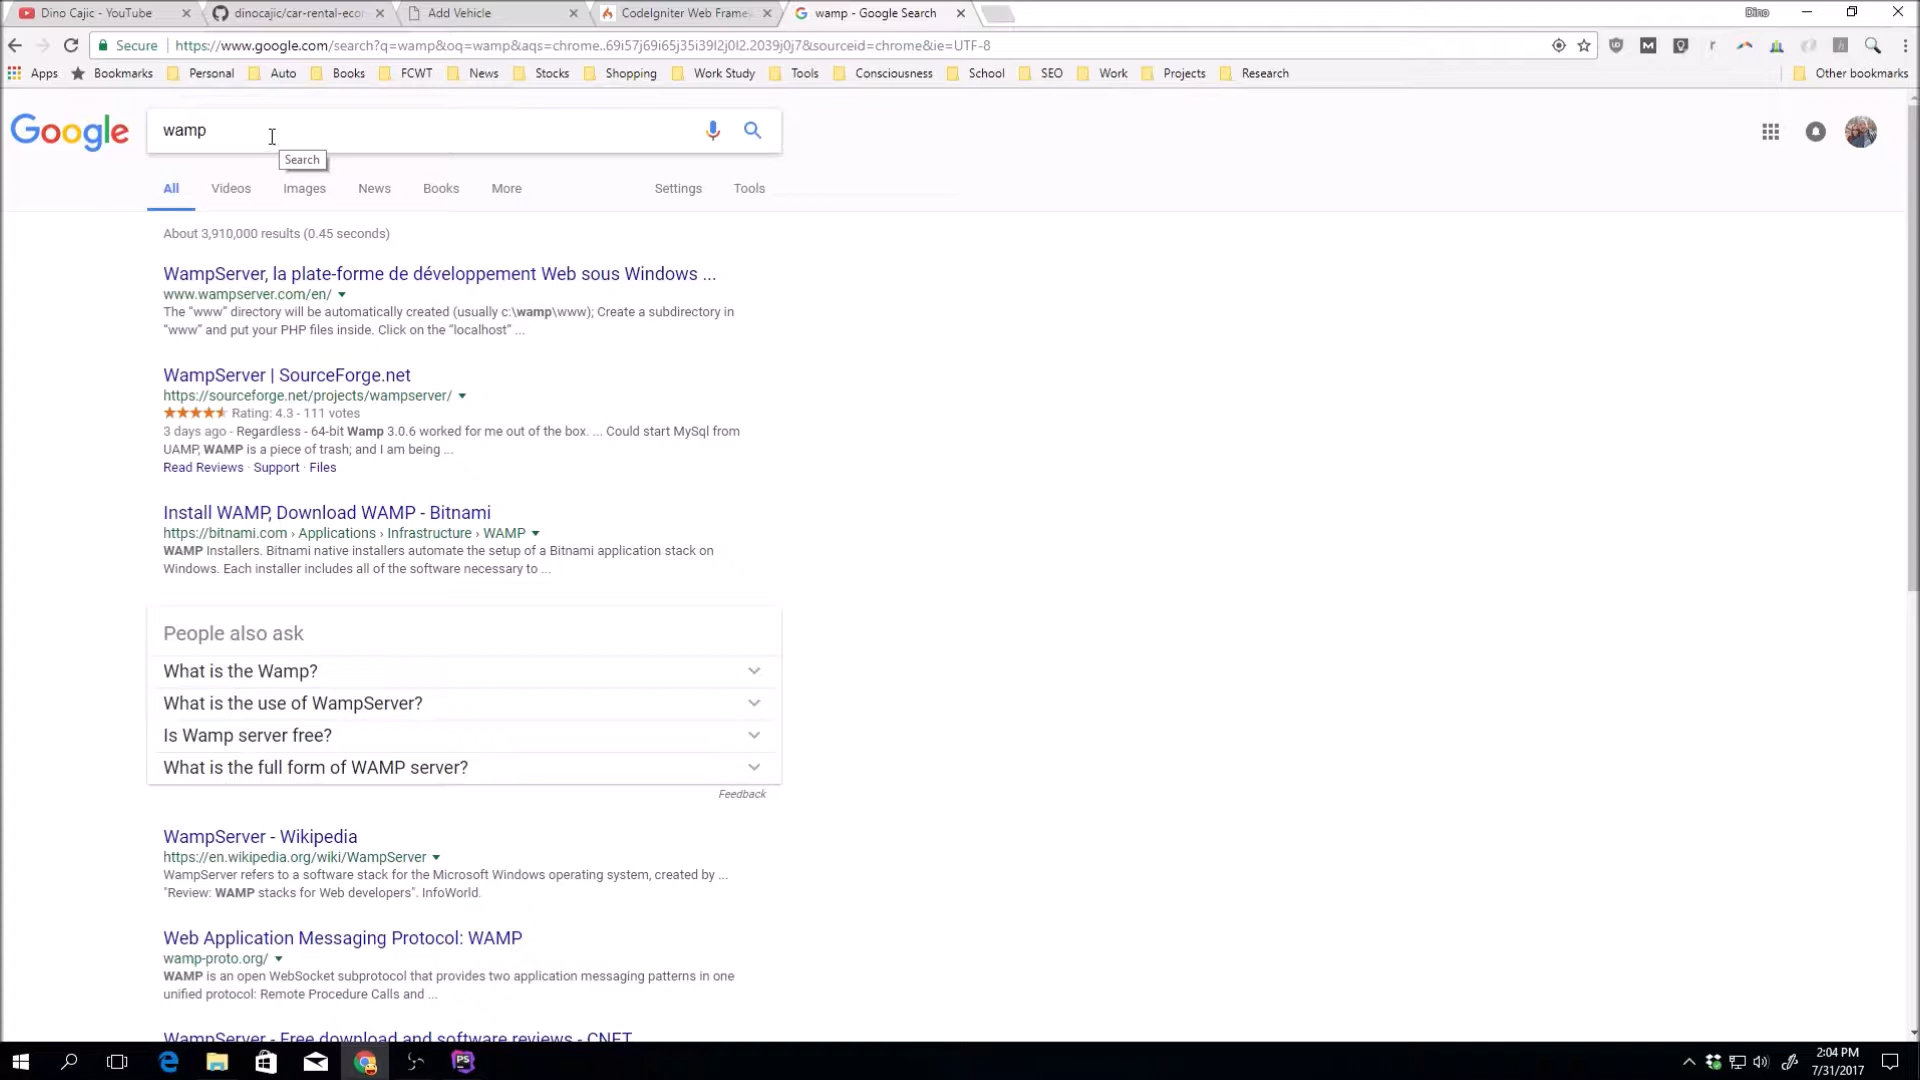 Dino Cajic - YouTube
dinocajic/car-rental-econ
Add Vehicle
CodeIgniter Web Frame
wamp - Google Search
Dino
Secure
https://www.google.com/search?q=wamp&oq=wamp&aqs=chrome..69i57j69i65j35i39l2j0l2.2039j0j7&sourceid=chrome&ie=UTF-8
Apps
Bookmarks
Personal
Auto
Books
FCWT
News
Stocks
Shopping
Work Study
Tools
Consciousness
School
SEO
Work
Projects
Research
Other bookmarks
Google
wamp
Search
All
Videos
Images
News
Books
More
Settings
Tools
About 3,910,000 results (0.45 seconds)
WampServer, la plate-forme de développement Web sous Windows ...
www.wampserver.com/en/
The "www" directory will be automatically created (usually c:\wamp\www); Create a subdirectory in
"www" and put your PHP files inside. Click on the "localhost" ...
WampServer | SourceForge.net
https://sourceforge.net/projects/wampserver/
Rating: 4.3 - 111 votes
3 days ago - Regardless - 64-bit Wamp 3.0.6 worked for me out of the box. ... Could start MySql from
UAMP, WAMP is a piece of trash; and I am being ...
Read Reviews · Support · Files
Install WAMP, Download WAMP - Bitnami
https://bitnami.com › Applications › Infrastructure › WAMP
WAMP Installers. Bitnami native installers automate the setup of a Bitnami application stack on
Windows. Each installer includes all of the software necessary to ...
People also ask
What is the Wamp?
What is the use of WampServer?
Is Wamp server free?
What is the full form of WAMP server?
Feedback
WampServer - Wikipedia
https://en.wikipedia.org/wiki/WampServer
WampServer refers to a software stack for the Microsoft Windows operating system, created by ...
"Review: WAMP stacks for Web developers". InfoWorld.
Web Application Messaging Protocol: WAMP
wamp-proto.org/
WAMP is an open WebSocket subprotocol that provides two application messaging patterns in one
unified protocol: Remote Procedure Calls and ...
WampServer - Free download and software reviews - CNET
PS
2:04 PM
7/31/2017